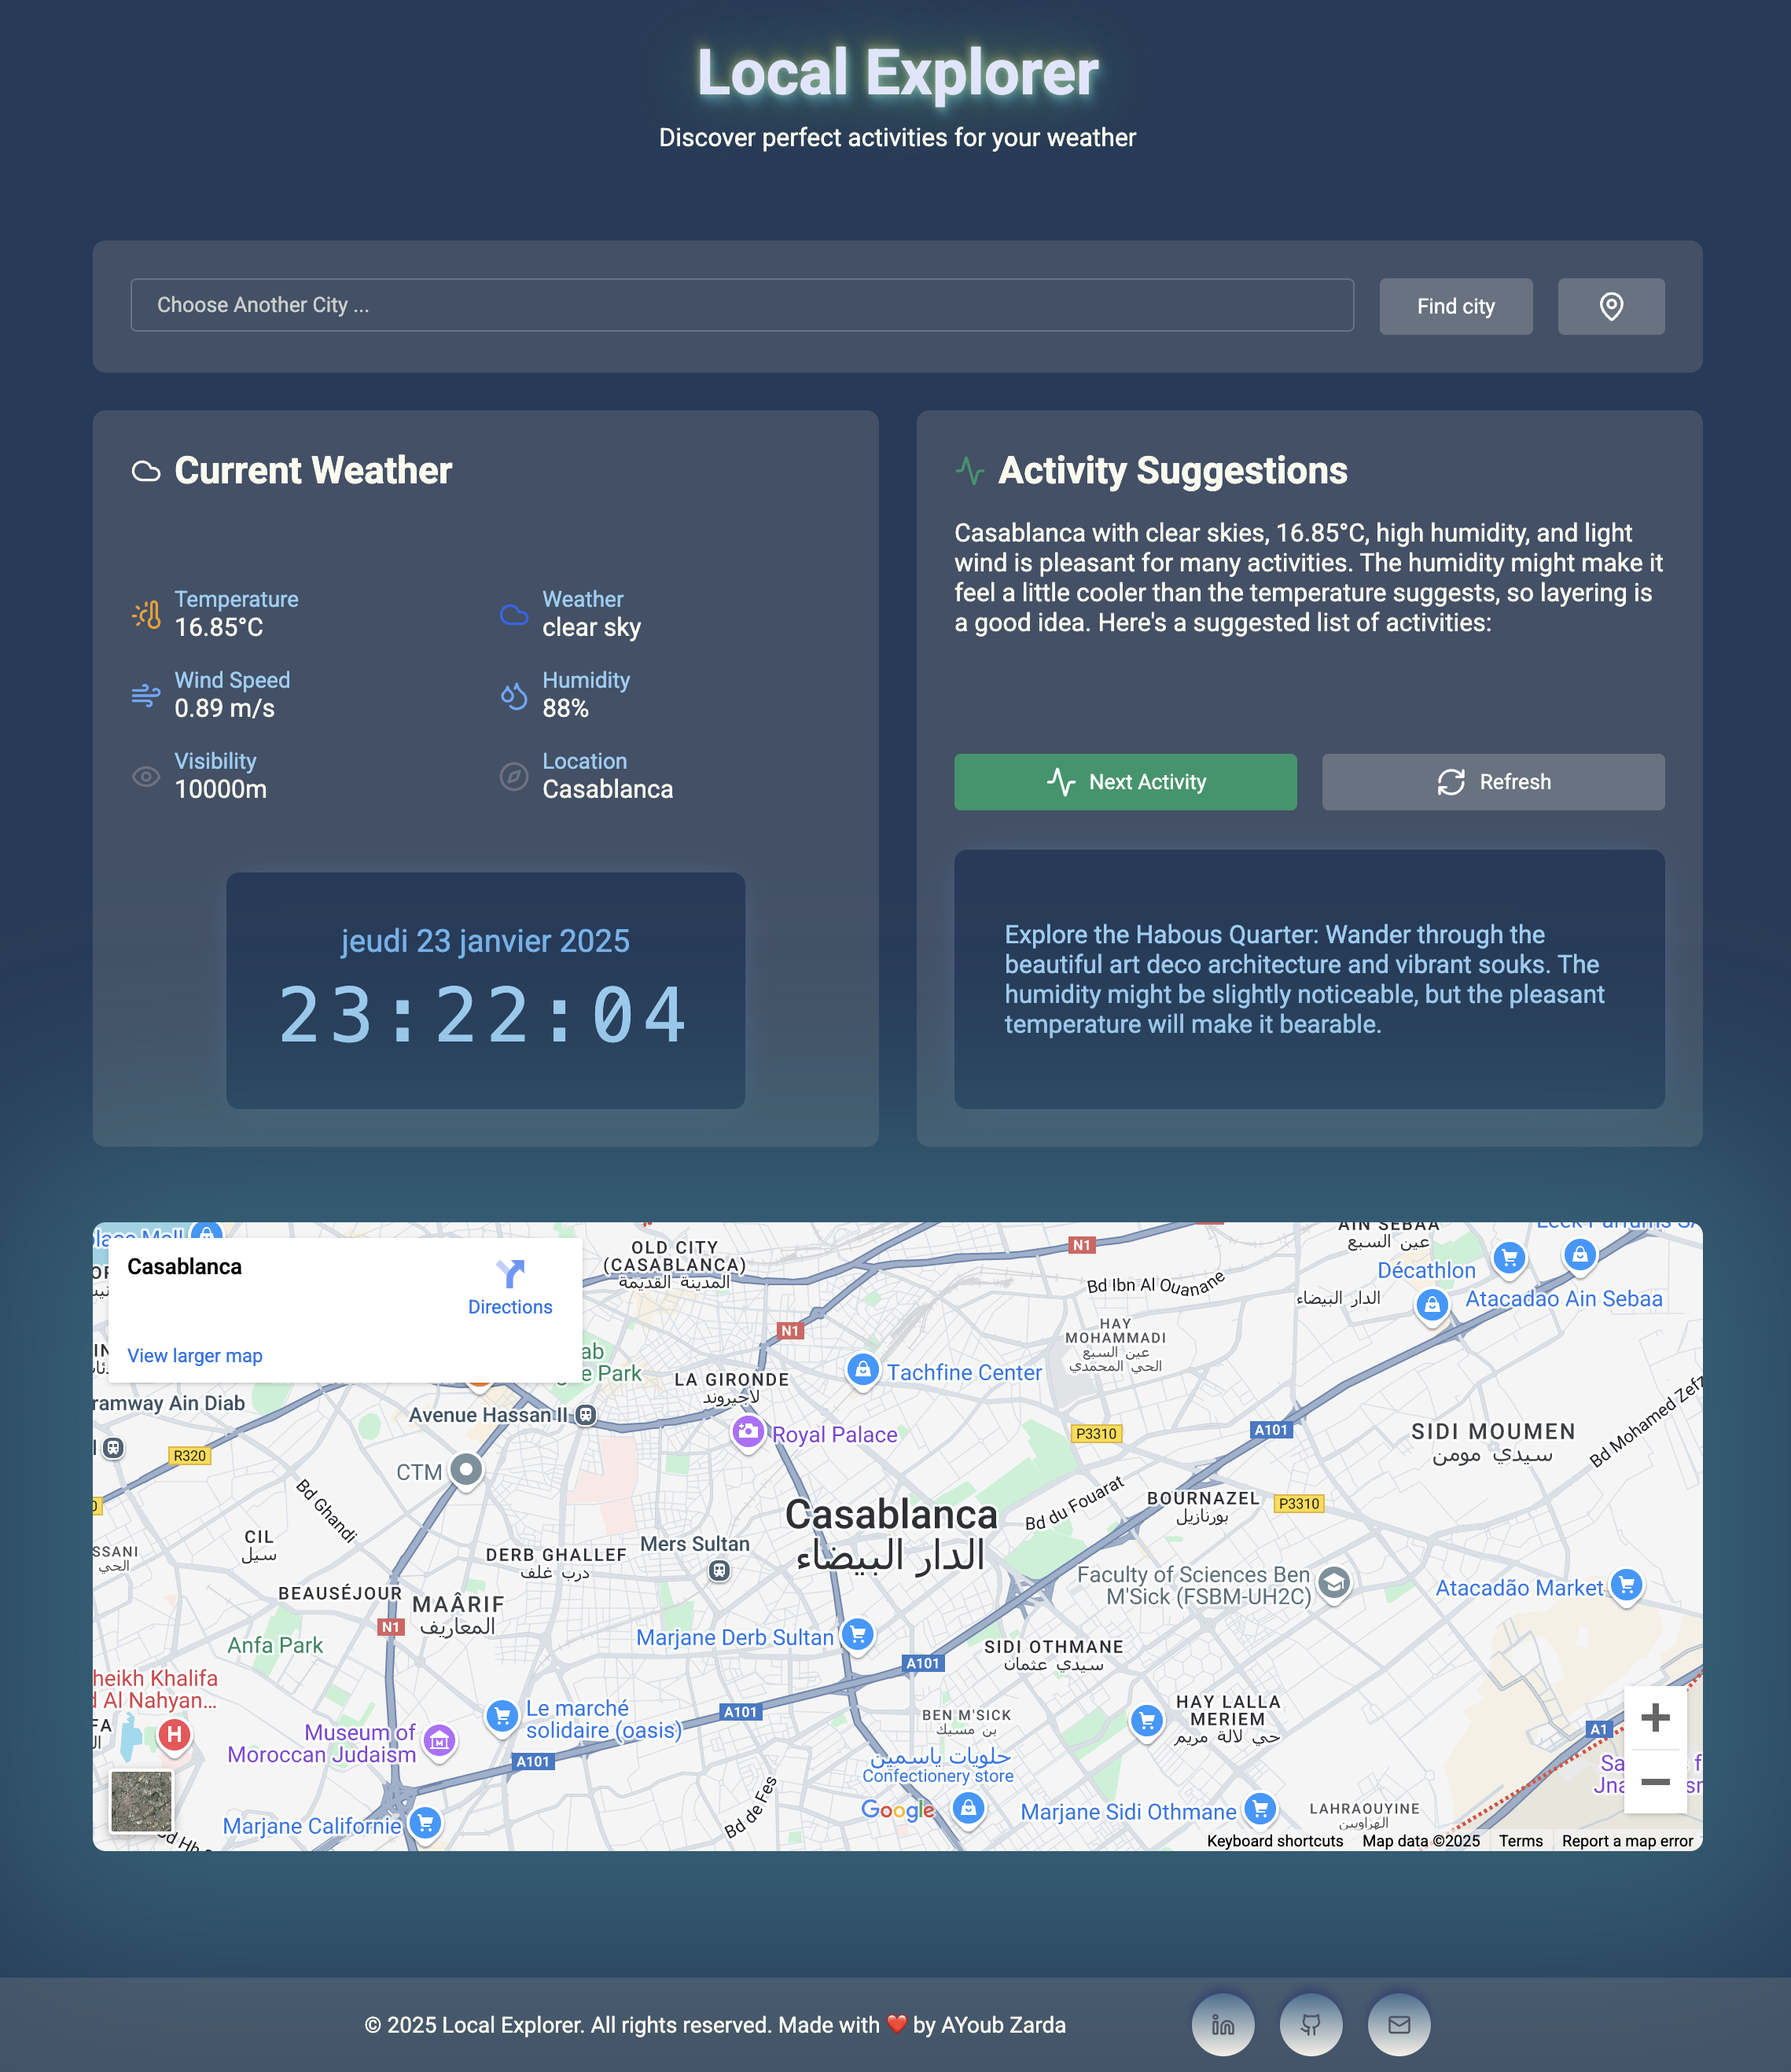 Local Explorer
Discover perfect activities for your weather
Choose Another City ...
Find city
Current Weather
Temperature
16.85°C
Weather
clear sky
Wind Speed
0.89 m/s
Humidity
88%
Visibility
10000m
Location
Casablanca
jeudi 23 janvier 2025
23:22:04
Activity Suggestions
Casablanca with clear skies, 16.85°C, high humidity, and light
wind is pleasant for many activities. The humidity might make it
feel a little cooler than the temperature suggests, so layering is
a good idea. Here's a suggested list of activities:
Next Activity
Refresh
Explore the Habous Quarter: Wander through the
beautiful art deco architecture and vibrant souks. The
humidity might be slightly noticeable, but the pleasant
temperature will make it bearable.
Casablanca
Directions
View larger map
OLD CITY
(CASABLANCA)
المدينة القديمة
N1
Bd Ibn Al Ouanane
AIN SEBAA
عين السبع
Décathlon
الدار البيضاء
Atacadao Ain Sebaa
N1
HAY
MOHAMMADI
عين السبع
الحي المحمدي
Park
LA GIRONDE
لاجيروند
Tachfine Center
ramway Ain Diab
Avenue Hassan II
Royal Palace
P3310
A101
SIDI MOUMEN
سيدي مومن
Bd Mohamed Zefz
R320
CTM
Bd Ghandi
Casablanca
الدار البيضاء
Bd du Fouarat
BOURNAZEL
بورنازيل
P3310
CIL
سيل
SSANI
الحي
DERB GHALLEF
درب غلف
Mers Sultan
Faculty of Sciences Ben
M'Sick (FSBM-UH2C)
Atacadão Market
BEAUSÉJOUR
MAÂRIF
المعاريف
N1
Anfa Park
Marjane Derb Sultan
SIDI OTHMANE
سيدي عثمان
A101
heikh Khalifa
d Al Nahyan...
H
Le marché
solidaire (oasis)
A101
BEN M'SICK
بن مسيك
HAY LALLA
MERIEM
حي لالة مريم
A1
Museum of
Moroccan Judaism
A101
حلويات ياسمين
Confectionery store
Bd de Fes
Google
Marjane Californie
Marjane Sidi Othmane
LAHRAOUYINE
الهراويين
Keyboard shortcuts
Map data ©2025
Terms
Report a map error
© 2025 Local Explorer. All rights reserved. Made with ❤️ by AYoub Zarda
in